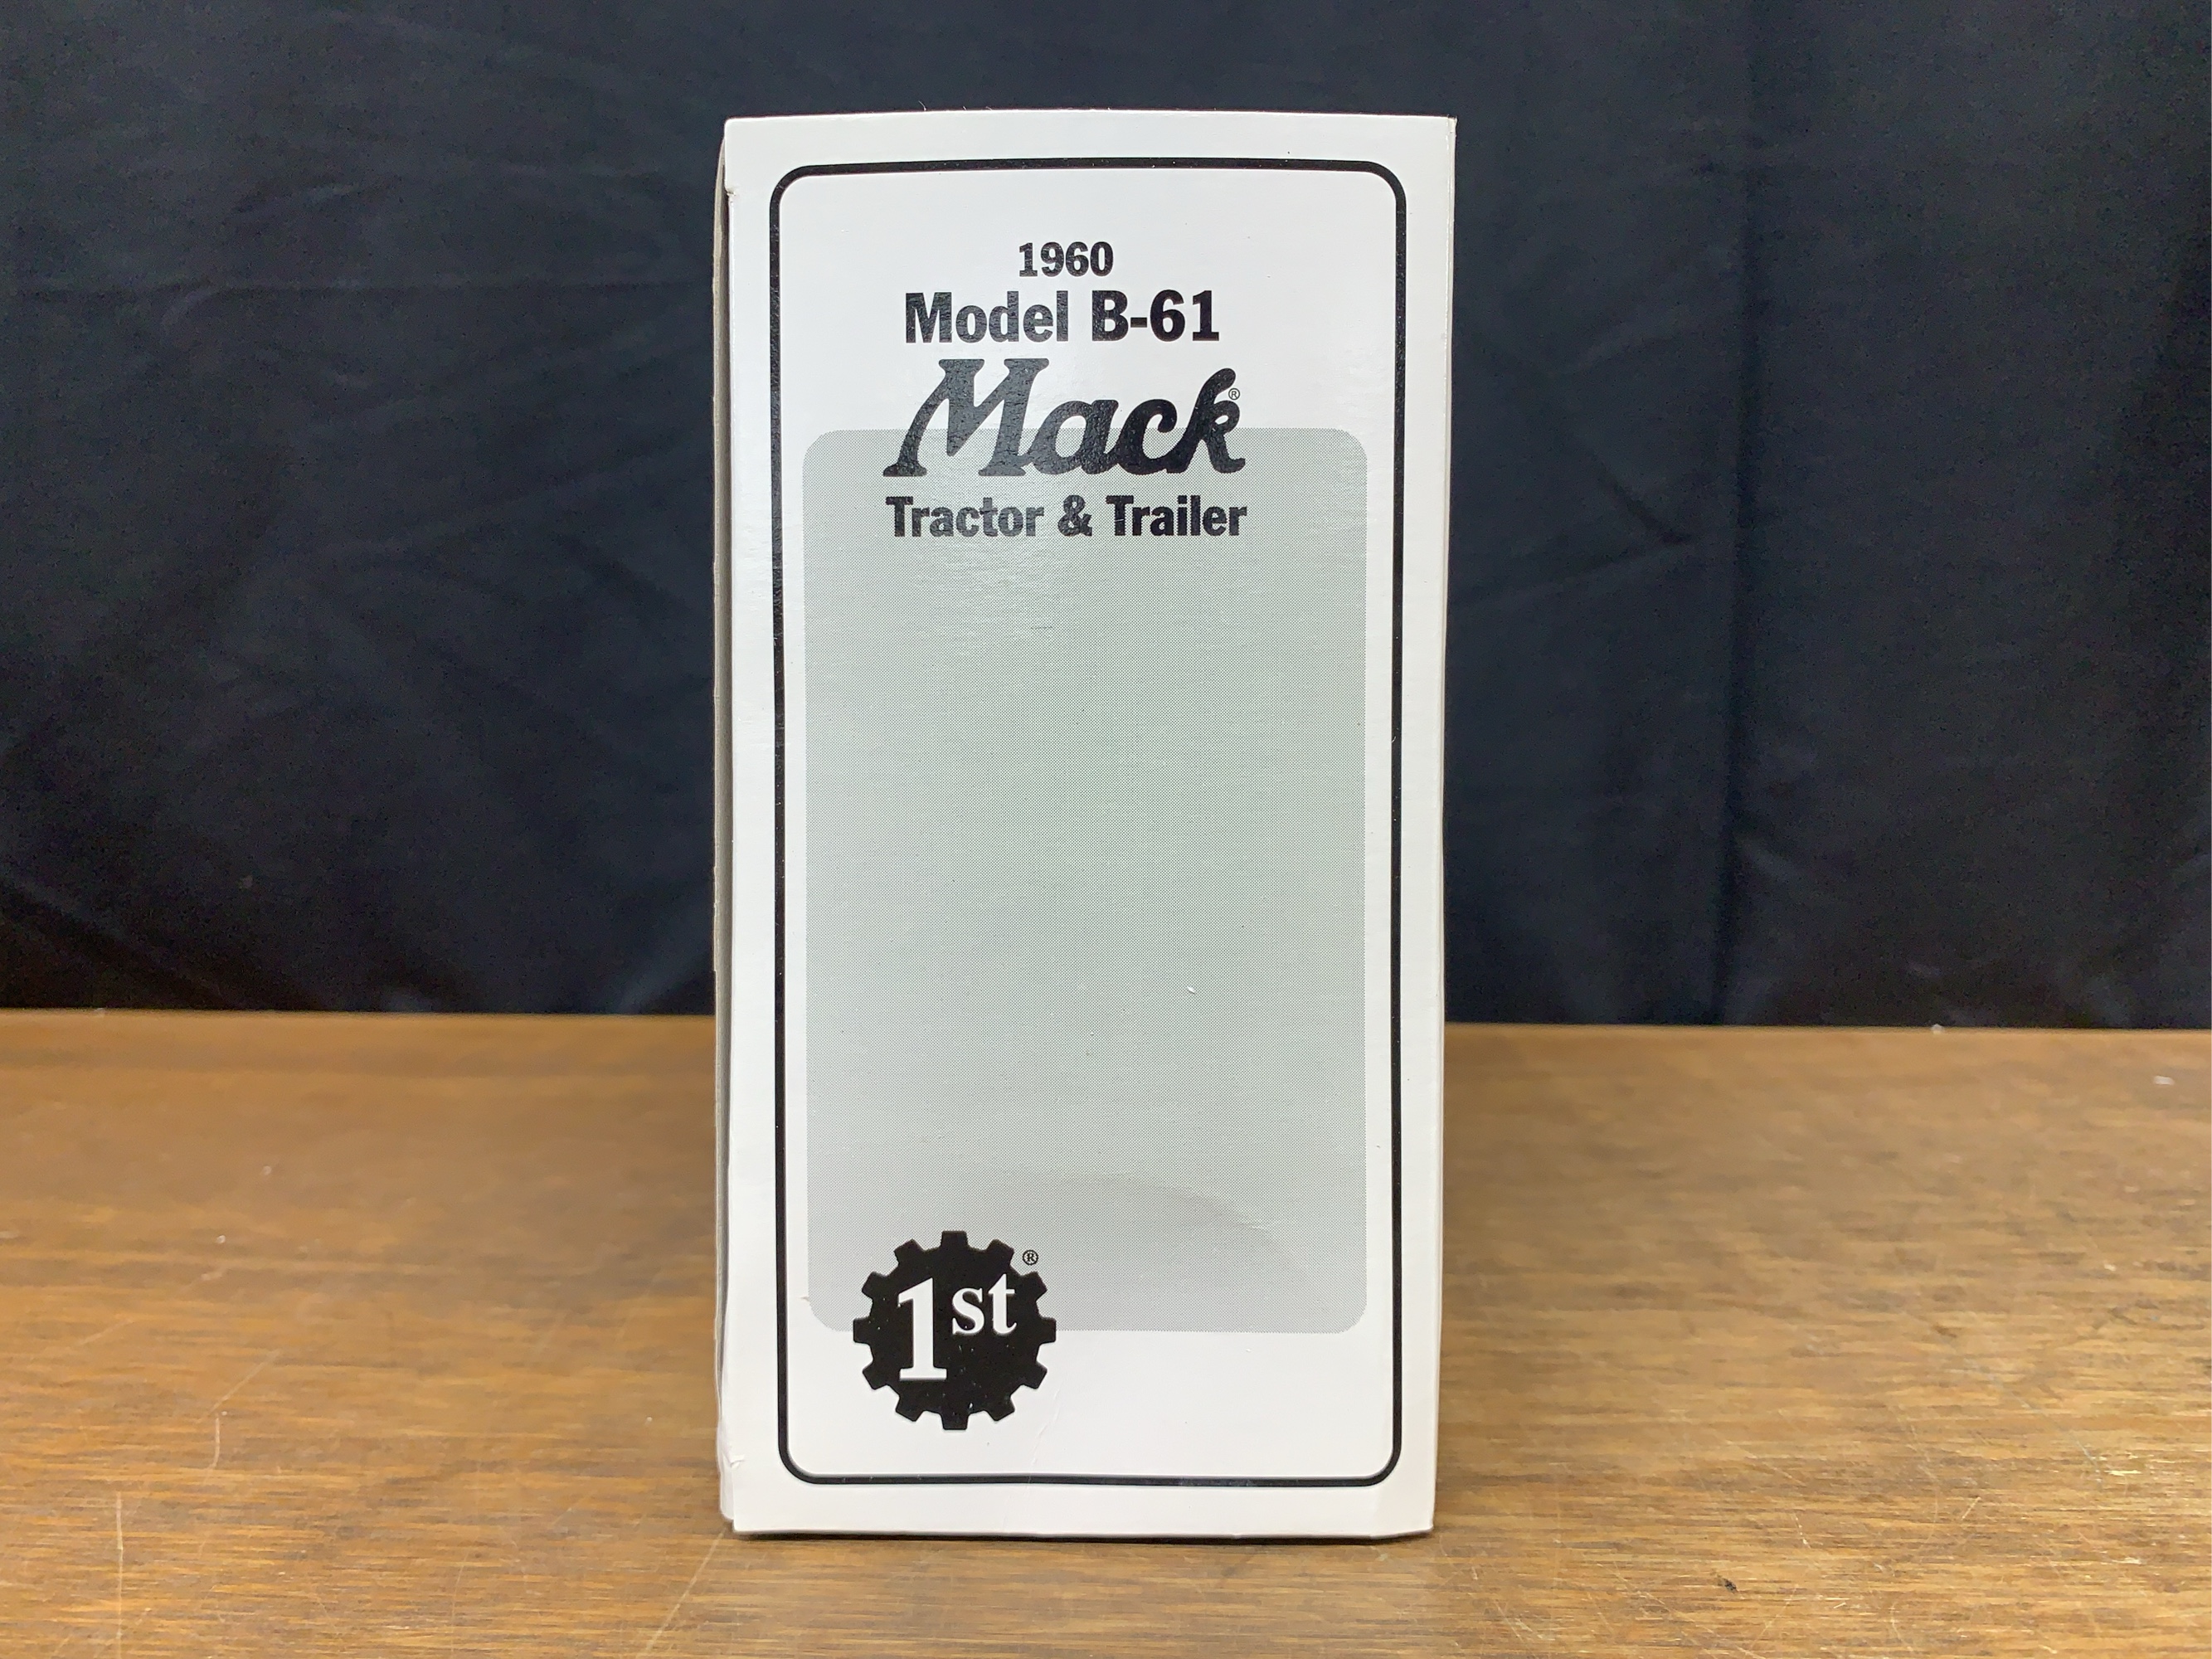 1960
Model B-61
Mack®
Tractor & Trailer
1st®